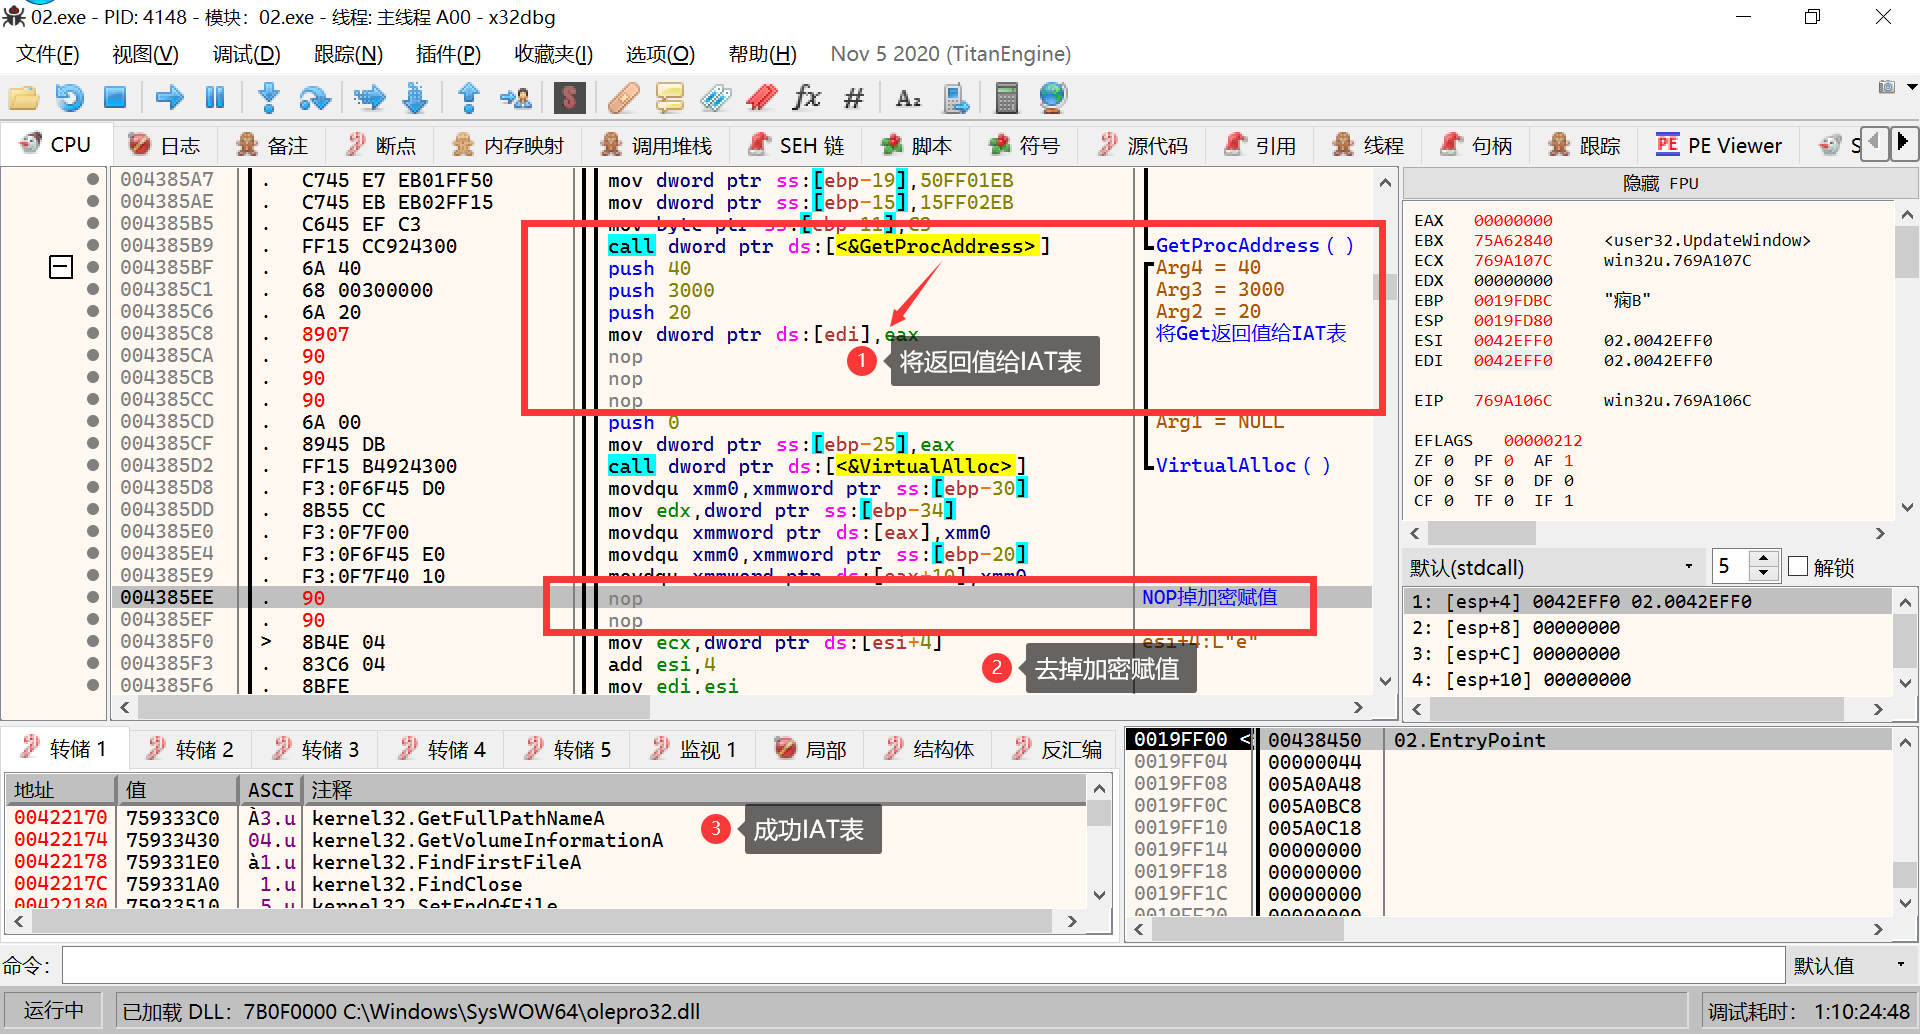 02.exe - PID: 4148 - 模块: 02.exe - 线程: 主线程 A00 - x32dbg
文件(F) 视图(V) 调试(D) 跟踪(N) 插件(P) 收藏夹(I) 选项(O) 帮助(H) Nov 5 2020 (TitanEngine)
CPU 日志 备注 断点 内存映射 调用堆栈 SEH 链 脚本 符号 源代码 引用 线程 句柄 跟踪 PE Viewer
004385A7 . C745 E7 EB01FF50 mov dword ptr ss:[ebp-19],50FF01EB
004385AE . C745 EB EB02FF15 mov dword ptr ss:[ebp-15],15FF02EB
004385B5 . C645 EF C3 mov byte ptr ss:[ebp-11],C3
004385B9 . FF15 CC924300 call dword ptr ds:[<&GetProcAddress>] GetProcAddress ( )
004385BF . 6A 40 push 40 Arg4 = 40
004385C1 . 68 00300000 push 3000 Arg3 = 3000
004385C6 . 6A 20 push 20 Arg2 = 20
004385C8 . 8907 mov dword ptr ds:[edi],eax 将Get返回值给IAT表
004385CA . 90 nop
1 将返回值给IAT表
004385CB . 90 nop
004385CC . 90 nop
004385CD . 6A 00 push 0 Arg1 = NULL
004385CF . 8945 DB mov dword ptr ss:[ebp-25],eax
004385D2 . FF15 B4924300 call dword ptr ds:[<&VirtualAlloc>] VirtualAlloc ( )
004385D8 . F3:0F6F45 D0 movdqu xmm0,xmmword ptr ss:[ebp-30]
004385DD . 8B55 CC mov edx,dword ptr ss:[ebp-34]
004385E0 . F3:0F7F00 movdqu xmmword ptr ds:[eax],xmm0
004385E4 . F3:0F6F45 E0 movdqu xmm0,xmmword ptr ss:[ebp-20]
004385E9 . F3:0F7F40 10 movdqu xmmword ptr ds:[eax+10],xmm0
004385EE . 90 nop NOP掉加密赋值
004385EF . 90 nop
004385F0 > 8B4E 04 mov ecx,dword ptr ds:[esi+4] esi+4:L"e"
004385F3 . 83C6 04 add esi,4
2 去掉加密赋值
004385F6 . 8BFE mov edi,esi
隐藏 FPU
EAX 00000000
EBX 75A62840 <user32.UpdateWindow>
ECX 769A107C win32u.769A107C
EDX 00000000
EBP 0019FDBC "痫B"
ESP 0019FD80
ESI 0042EFF0 02.0042EFF0
EDI 0042EFF0 02.0042EFF0
EIP 769A106C win32u.769A106C
EFLAGS 00000212
ZF 0 PF 0 AF 1
OF 0 SF 0 DF 0
CF 0 TF 0 IF 1
默认(stdcall) 5 解锁
1: [esp+4] 0042EFF0 02.0042EFF0
2: [esp+8] 00000000
3: [esp+C] 00000000
4: [esp+10] 00000000
转储 1 转储 2 转储 3 转储 4 转储 5 监视 1 局部 结构体 反汇编
地址 值 ASCI 注释
00422170 759333C0 À3.u kernel32.GetFullPathNameA
00422174 75933430 04.u kernel32.GetVolumeInformationA
00422178 759331E0 à1.u kernel32.FindFirstFileA
0042217C 759331A0 1.u kernel32.FindClose
00422180 75933510 5.u kernel32.SetEndOfFile
3 成功IAT表
0019FF00 00438450 02.EntryPoint
0019FF04 00000044
0019FF08 005A0A48
0019FF0C 005A0BC8
0019FF10 005A0C18
0019FF14 00000000
0019FF18 00000000
0019FF1C 00000000
0019FF20 00000000
命令: 默认值
运行中 已加载 DLL: 7B0F0000 C:\Windows\SysWOW64\olepro32.dll 调试耗时: 1:10:24:48